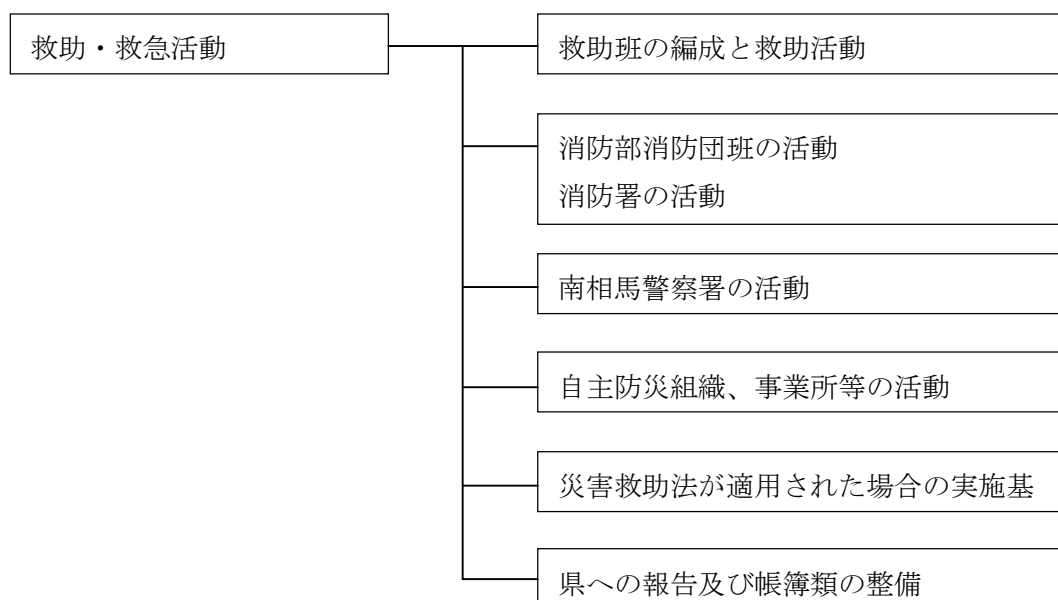 救助・救急活動
救助班の編成と救助活動
消防部消防団班の活動
消防署の活動
南相馬警察署の活動
自主防災組織、事業所等の活動
災害救助法が適用された場合の実施基
県への報告及び帳簿類の整備